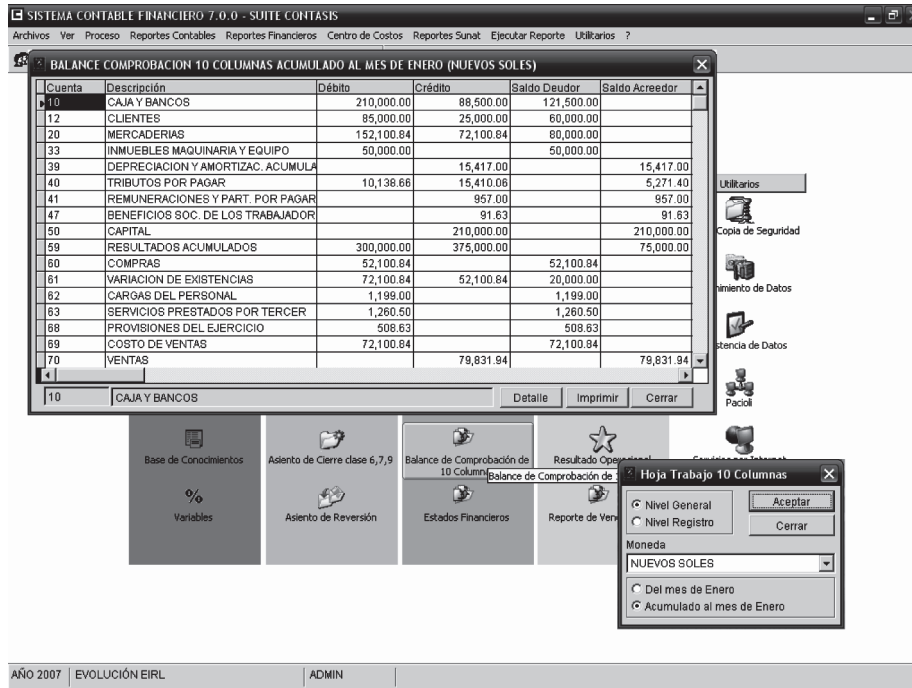 SISTEMA CONTABLE FINANCIERO 7.0.0 - SUITE CONTASIS
Archivos Ver Proceso Reportes Contables Reportes Financieros Centro de Costos Reportes Sunat Ejecutar Reporte Utilitarios ?
BALANCE COMPROBACION 10 COLUMNAS ACUMULADO AL MES DE ENERO (NUEVOS SOLES)
Cuenta Descripción Débito Crédito Saldo Deudor Saldo Acreedor
10 CAJA Y BANCOS 210,000.00 88,500.00 121,500.00
12 CLIENTES 85,000.00 25,000.00 60,000.00
20 MERCADERIAS 152,100.84 72,100.84 80,000.00
33 INMUEBLES MAQUINARIA Y EQUIPO 50,000.00 50,000.00
39 DEPRECIACION Y AMORTIZAC. ACUMULA 15,417.00 15,417.00
40 TRIBUTOS POR PAGAR 10,138.66 15,410.06 5,271.40
41 REMUNERACIONES Y PART. POR PAGAR 957.00 957.00
47 BENEFICIOS SOC. DE LOS TRABAJADOR 91.63 91.63
50 CAPITAL 210,000.00 210,000.00
59 RESULTADOS ACUMULADOS 300,000.00 375,000.00 75,000.00
60 COMPRAS 52,100.84 52,100.84
61 VARIACION DE EXISTENCIAS 72,100.84 52,100.84 20,000.00
62 CARGAS DEL PERSONAL 1,199.00 1,199.00
63 SERVICIOS PRESTADOS POR TERCER 1,260.50 1,260.50
68 PROVISIONES DEL EJERCICIO 508.63 508.63
69 COSTO DE VENTAS 72,100.84 72,100.84
70 VENTAS 79,831.94 79,831.94
10 CAJA Y BANCOS Detalle Imprimir Cerrar
Utilitarios
Copia de Seguridad
nimiento de Datos
stencia de Datos
Pacioli
Base de Conocimientos
Asiento de Cierre clase 6,7,9
Balance de Comprobación de
10 Column
Balance de Comprobación de
Resultado Operacional
Variables
Asiento de Reversión
Estados Financieros
Reporte de Ven
Hoja Trabajo 10 Columnas
Nivel General
Nivel Registro
Aceptar
Cerrar
Moneda
NUEVOS SOLES
Del mes de Enero
Acumulado al mes de Enero
AÑO 2007 EVOLUCIÓN EIRL ADMIN